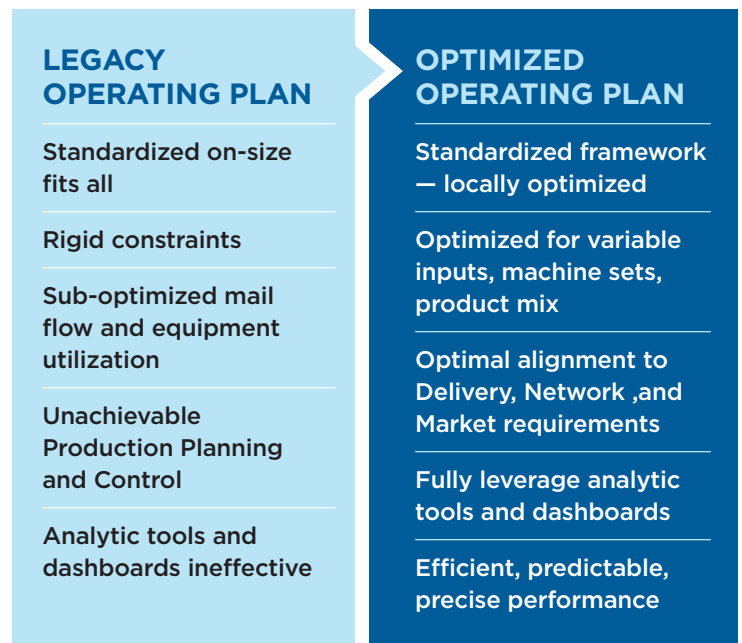 LEGACY
OPERATING PLAN
Standardized on-size
fits all
Rigid constraints
Sub-optimized mail
flow and equipment
utilization
Unachievable
Production Planning
and Control
Analytic tools and
dashboards ineffective
OPTIMIZED
OPERATING PLAN
Standardized framework
— locally optimized
Optimized for variable
inputs, machine sets,
product mix
Optimal alignment to
Delivery, Network ,and
Market requirements
Fully leverage analytic
tools and dashboards
Efficient, predictable,
precise performance